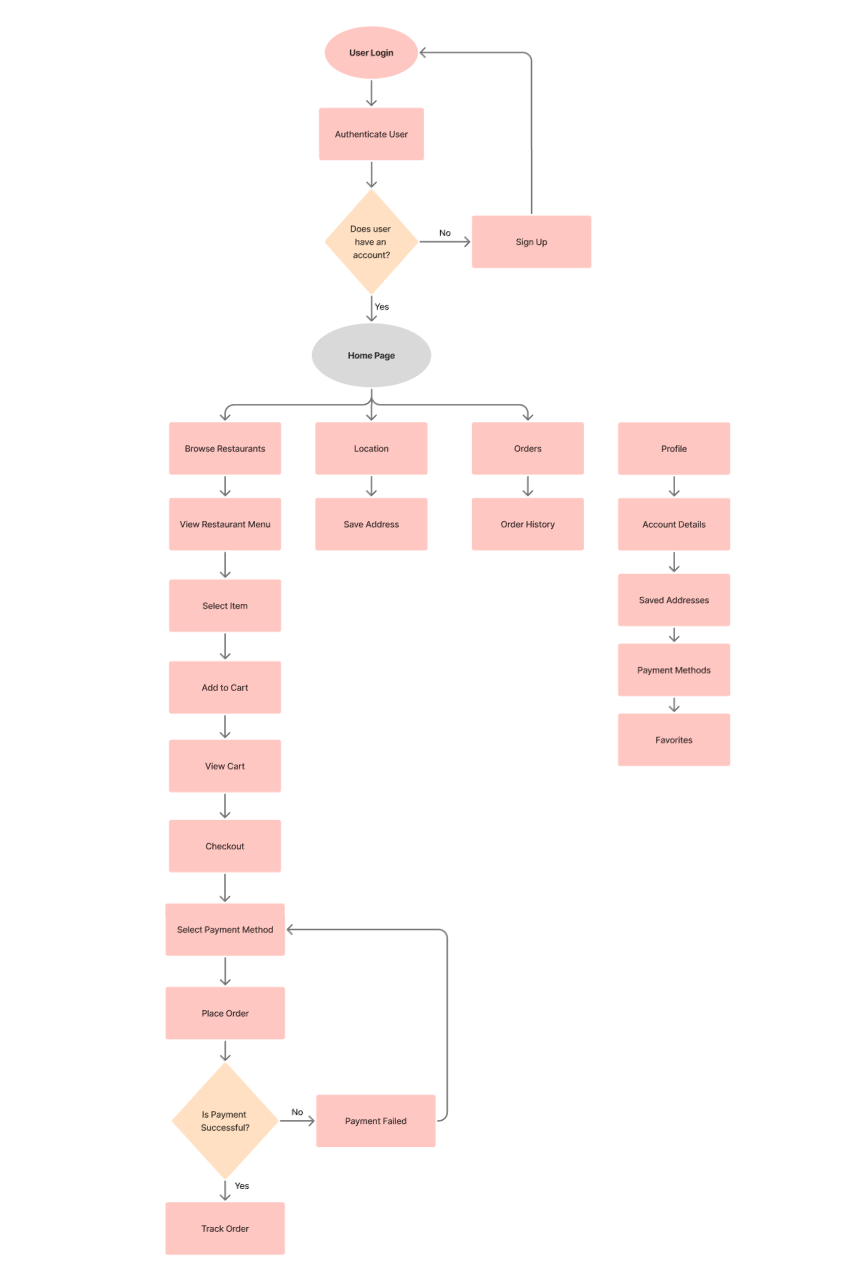 User Login
Authenticate User
Does user
have an
account?
No
Sign Up
Yes
Home Page
Browse Restaurants
Location
Orders
Profile
View Restaurant Menu
Save Address
Order History
Account Details
Select Item
Saved Addresses
Payment Methods
Add to Cart
Favorites
View Cart
Checkout
Select Payment Method
Place Order
Is Payment
Successful?
No
Payment Failed
Yes
Track Order